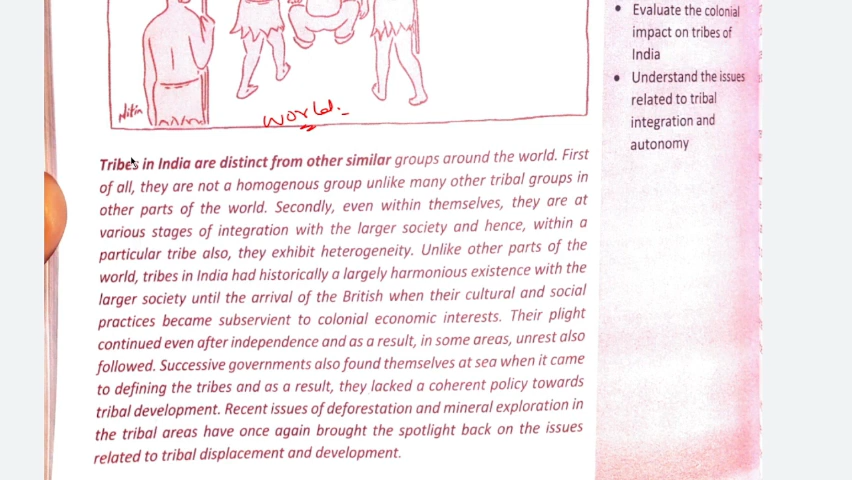 Nitin
world.
Tribes in India are distinct from other similar groups around the world. First
of all, they are not a homogenous group unlike many other tribal groups in
other parts of the world. Secondly, even within themselves, they are at
various stages of integration with the larger society and hence, within a
particular tribe also, they exhibit heterogeneity. Unlike other parts of the
world, tribes in India had historically a largely harmonious existence with the
larger society until the arrival of the British when their cultural and social
practices became subservient to colonial economic interests. Their plight
continued even after independence and as a result, in some areas, unrest also
followed. Successive governments also found themselves at sea when it came
to defining the tribes and as a result, they lacked a coherent policy towards
tribal development. Recent issues of deforestation and mineral exploration in
the tribal areas have once again brought the spotlight back on the issues
related to tribal displacement and development.
• Evaluate the colonial
impact on tribes of
India
• Understand the issues
related to tribal
integration and
autonomy